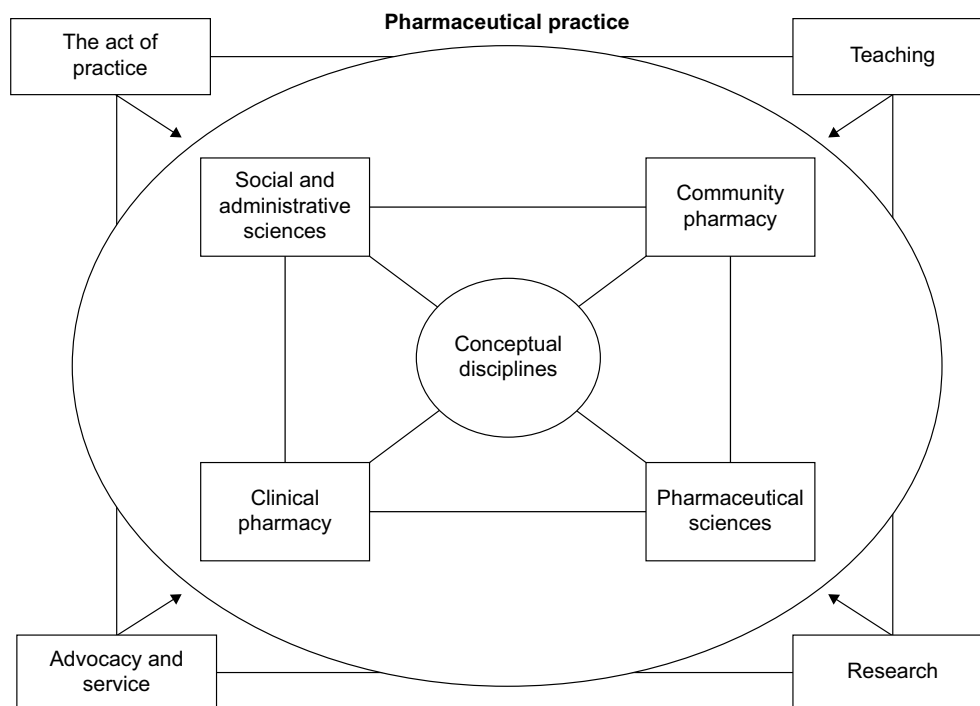 Pharmaceutical practice
The act of
practice
Teaching
Social and
administrative
sciences
Community
pharmacy
Conceptual
disciplines
Clinical
pharmacy
Pharmaceutical
sciences
Advocacy and
service
Research